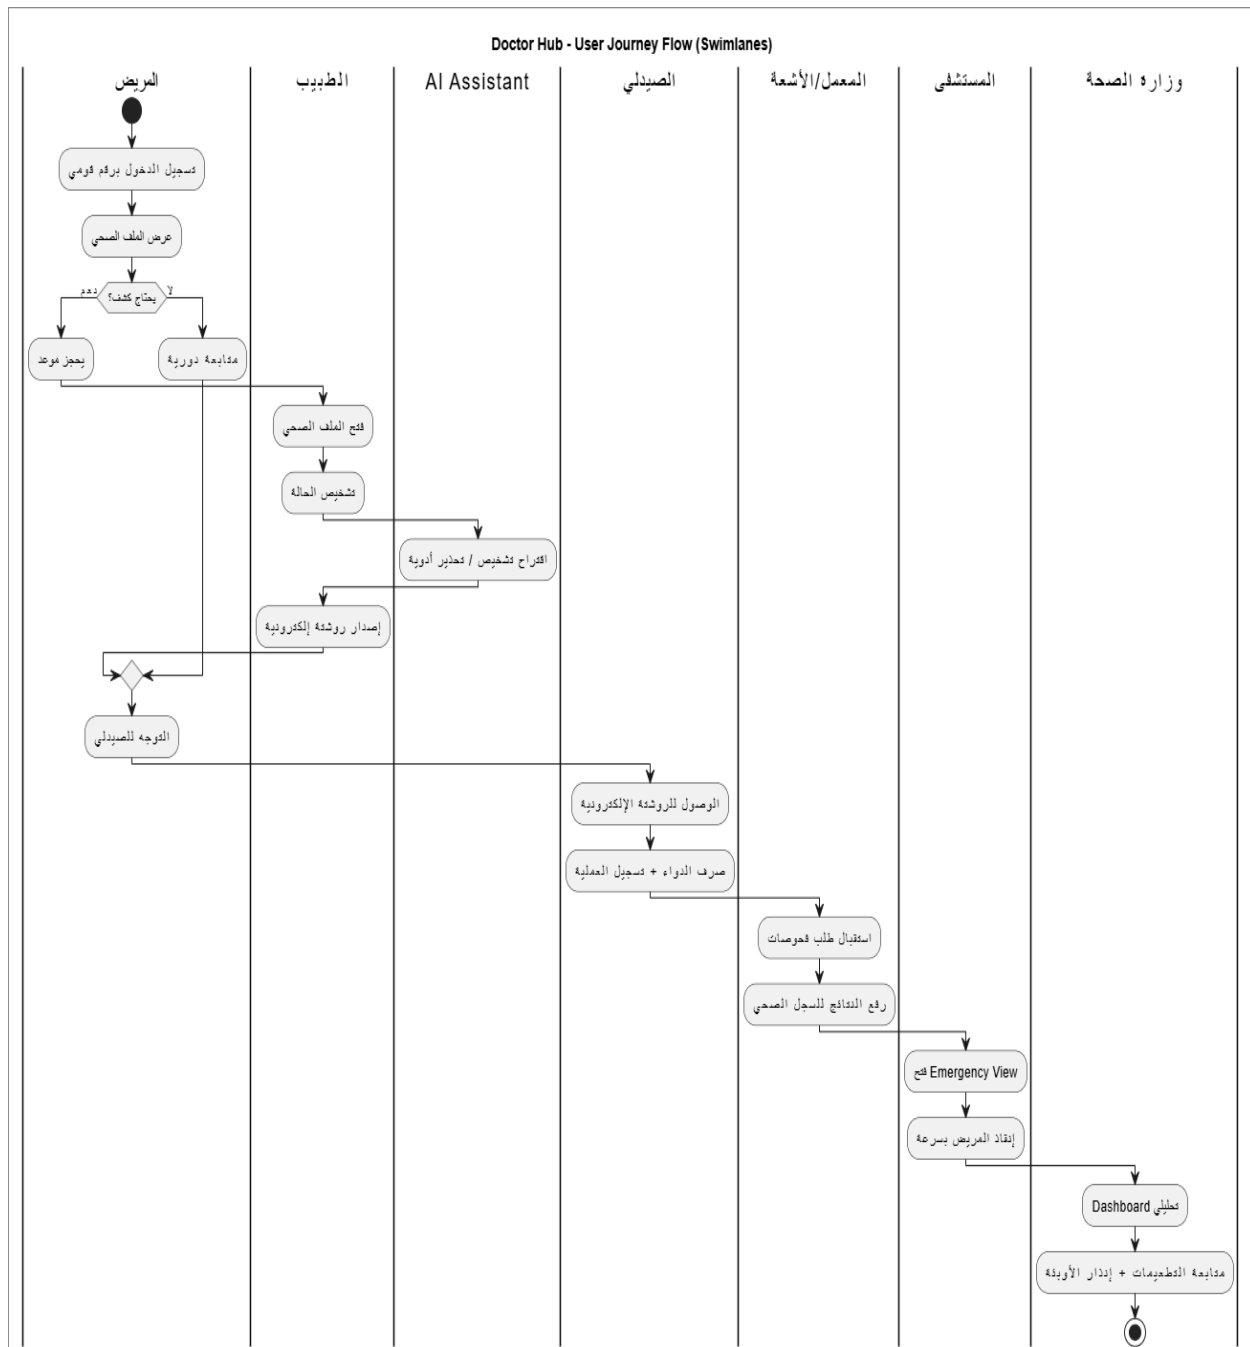 Doctor Hub - User Journey Flow (Swimlanes)
المريض
الطبيب
AI Assistant
الصيدلي
المعمل/الأشعة
المستشفى
وزاره الصحة
تسجيل الدخول برقم قومي
عرض الملف الصحي
يحتاج كشف؟
نعم
لا
يحجز موعد
متابعة دورية
فتح الملف الصحي
تشخيص الحالة
اقتراح تشخيص / تحذير أدوية
إصدار روشتة إلكترونية
التوجه للصيدلي
الوصول للروشتة الإلكترونية
صرف الدواء + تسجيل العملية
استقبال طلب فحوصات
رفع النتائج للسجل الصحي
فتح Emergency View
إنقاذ المريض بسرعة
Dashboard تحليلي
متابعة التطعيمات + إنذار الأوبئة